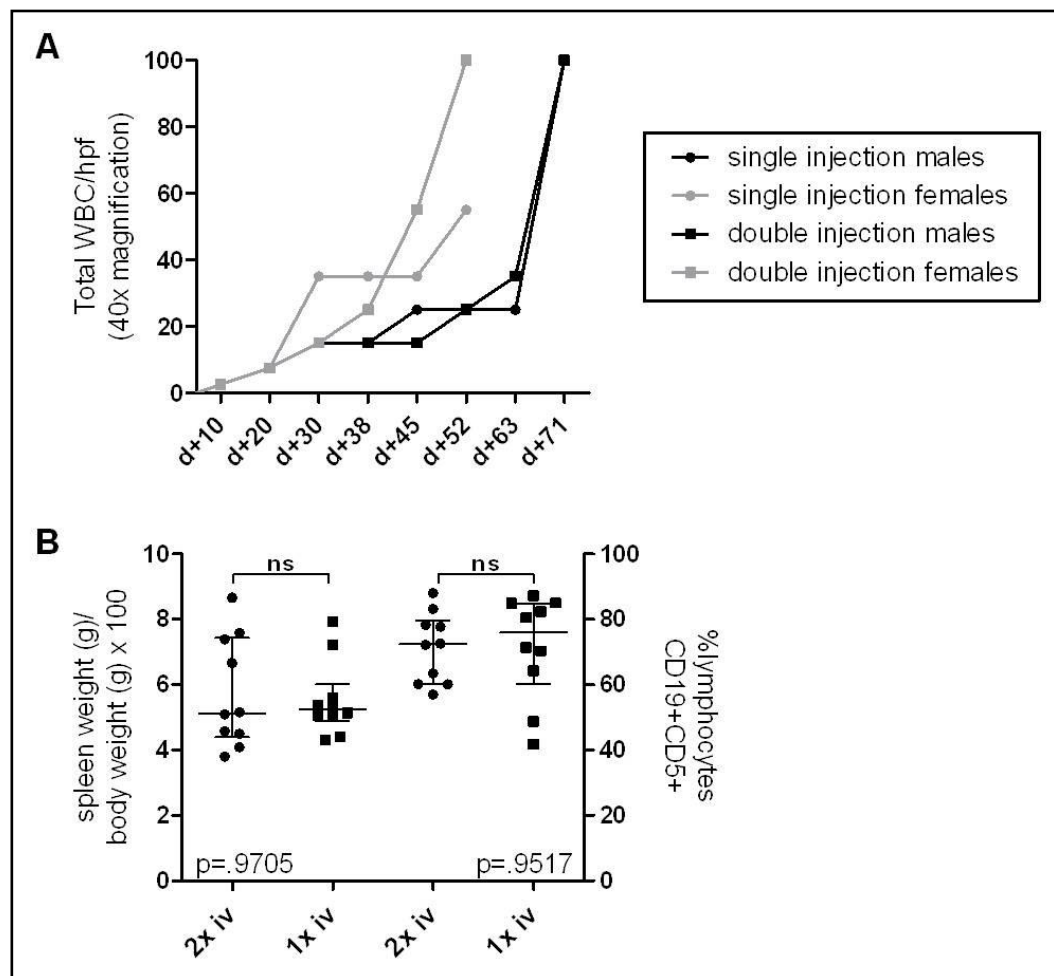 A
Total WBC/hpf
(40x magnification)
100
80
60
40
20
0
d+10
d+20
d+30
d+38
d+45
d+52
d+63
d+71
single injection males
single injection females
double injection males
double injection females
B
spleen weight (g)/
body weight (g) x 100
10
8
6
4
2
0
ns
ns
p=.9705
p=.9517
100
80
60
40
20
0
%lymphocytes
CD19+CD5+
2x iv
1x iv
2x iv
1x iv